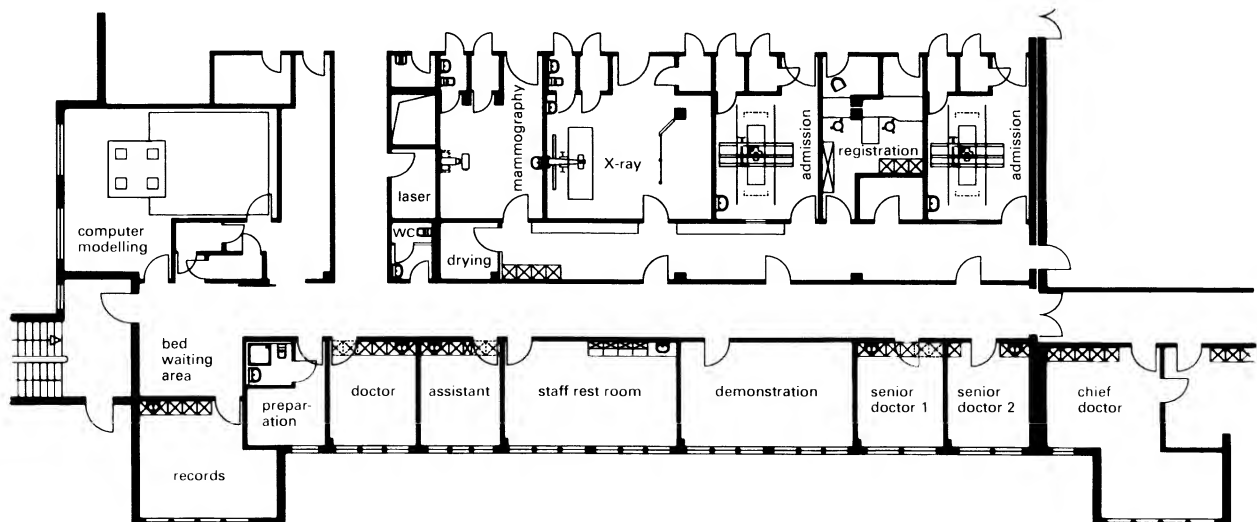 mammography
X-ray
admission
registration
admission
laser
computer
modelling
WC
drying
bed
waiting
area
prepar-
ation
doctor
assistant
staff rest room
demonstration
senior
doctor 1
senior
doctor 2
chief
doctor
records